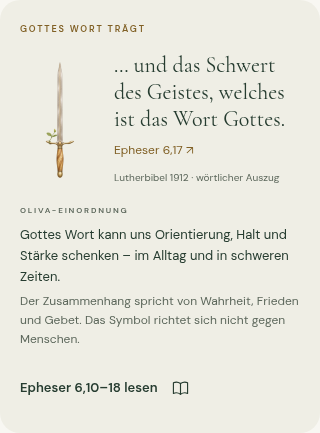 GOTTES WORT TRÄGT
… und das Schwert
des Geistes, welches
ist das Wort Gottes.
Epheser 6,17 ↗
Lutherbibel 1912 · wörtlicher Auszug
OLIVA-EINORDNUNG
Gottes Wort kann uns Orientierung, Halt und
Stärke schenken – im Alltag und in schweren
Zeiten.
Der Zusammenhang spricht von Wahrheit, Frieden
und Gebet. Das Symbol richtet sich nicht gegen
Menschen.
Epheser 6,10–18 lesen